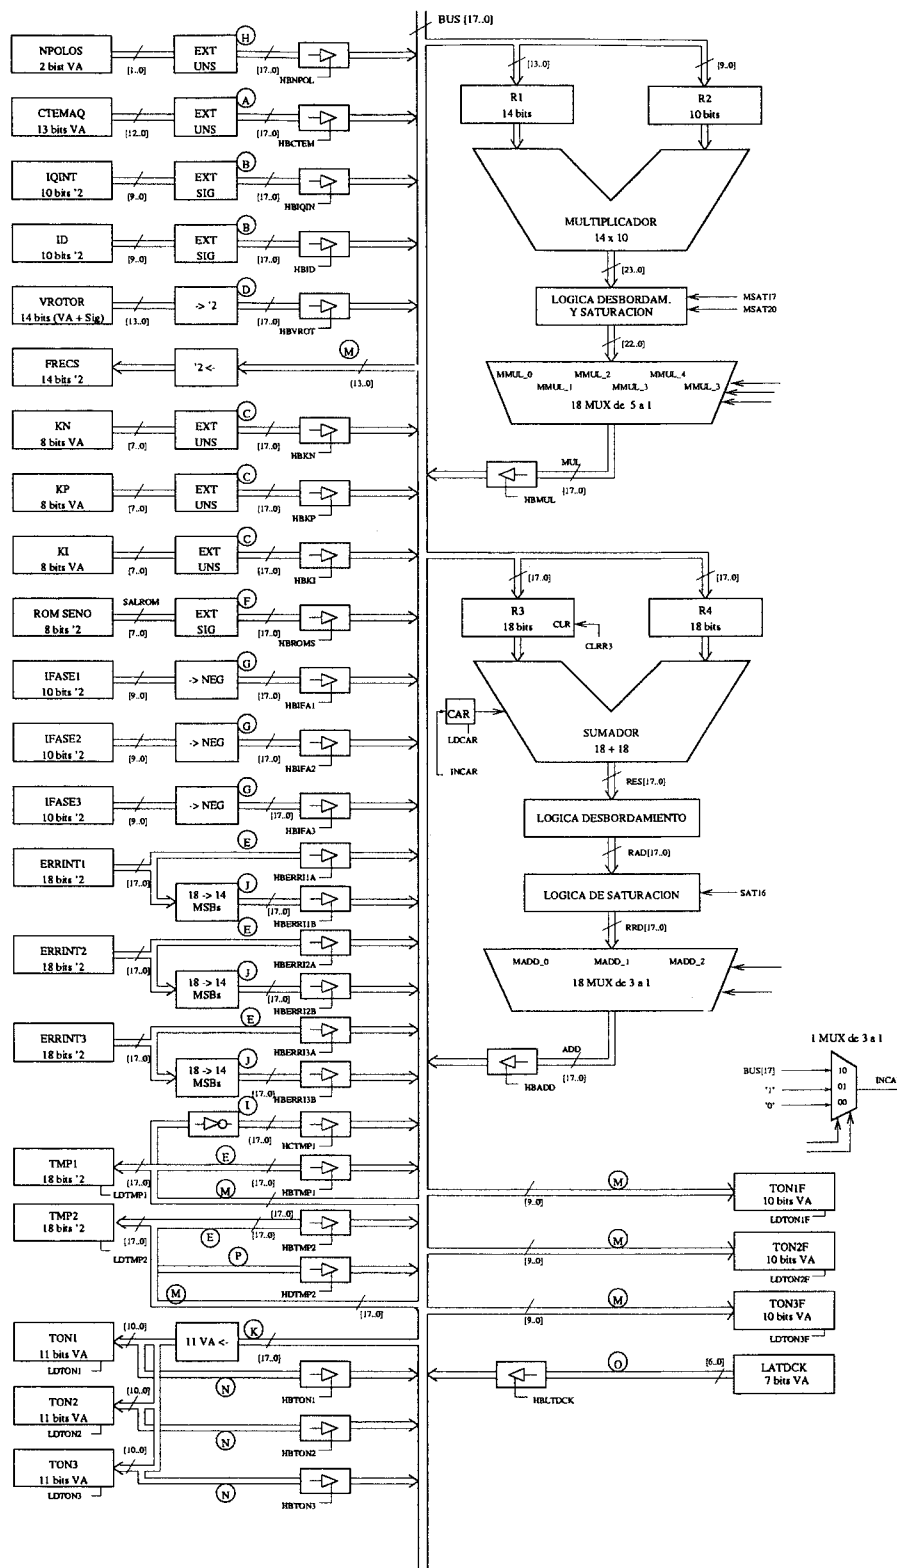 BUS [17..0]
NPOLOS
2 bist VA
[1..0]
EXT
UNS
H
[17..0]
HBNPOL
CTEMAQ
13 bits VA
[12..0]
EXT
UNS
A
[17..0]
HBCTEM
IQINT
10 bits '2
[9..0]
EXT
SIG
B
[17..0]
HBIQIN
ID
10 bits '2
[9..0]
EXT
SIG
B
[17..0]
HBID
VROTOR
14 bits (VA + Sig)
[13..0]
-> '2
D
[17..0]
HBVROT
FRECS
14 bits '2
'2 <-
M
[13..0]
KN
8 bits VA
[7..0]
EXT
UNS
C
[17..0]
HBKN
KP
8 bits VA
[7..0]
EXT
UNS
C
[17..0]
HBKP
KI
8 bits VA
[7..0]
EXT
UNS
C
[17..0]
HBKI
ROM SENO
8 bits '2
SALROM
[7..0]
EXT
SIG
F
[17..0]
HBROMS
IFASE1
10 bits '2
[9..0]
-> NEG
G
[17..0]
HBIFA1
IFASE2
10 bits '2
[9..0]
-> NEG
G
[17..0]
HBIFA2
IFASE3
10 bits '2
[9..0]
-> NEG
G
[17..0]
HBIFA3
ERRINT1
18 bits '2
[17..0]
E
HBERRI1A
18 -> 14
MSBs
J
[17..0]
HBERRI1B
ERRINT2
18 bits '2
[17..0]
E
HBERRI2A
18 -> 14
MSBs
J
[17..0]
HBERRI2B
ERRINT3
18 bits '2
[17..0]
E
HBERRI3A
18 -> 14
MSBs
J
[17..0]
HBERRI3B
I
[17..0]
HCTMP1
TMP1
18 bits '2
LDTMP1
[17..0]
E
[17..0]
HBTMP1
M
[17..0]
TMP2
18 bits '2
LDTMP2
[17..0]
E
[17..0]
HBTMP2
P
HDTMP2
M
[17..0]
TON1
11 bits VA
LDTON1
[10..0]
11 VA <-
K
[17..0]
N
HBTON1
TON2
11 bits VA
LDTON2
[10..0]
N
HBTON2
TON3
11 bits VA
LDTON3
[10..0]
N
HBTON3
[13..0]
[9..0]
R1
14 bits
R2
10 bits
MULTIPLICADOR
14 x 10
[23..0]
LOGICA DESBORDAM.
Y SATURACION
MSAT17
MSAT20
[22..0]
MMUL_0 MMUL_2 MMUL_4
MMUL_1 MMUL_3 MMUL_3
18 MUX de 5 a 1
MUL
[17..0]
HBMUL
[17..0]
[17..0]
R3
18 bits
CLR
CLRR3
R4
18 bits
CAR
LDCAR
INCAR
SUMADOR
18 + 18
RES[17..0]
LOGICA DESBORDAMIENTO
RAD[17..0]
LOGICA DE SATURACION
SAT16
RRD[17..0]
MADD_0 MADD_1 MADD_2
18 MUX de 3 a 1
ADD
[17..0]
HBADD
1 MUX de 3 a 1
BUS[17]
'1'
'0'
10
01
00
INCA
[9..0]
M
TON1F
10 bits VA
LDTON1F
[9..0]
M
TON2F
10 bits VA
LDTON2F
[9..0]
M
TON3F
10 bits VA
LDTON3F
HBLTDCK
O
[6..0]
LATDCK
7 bits VA